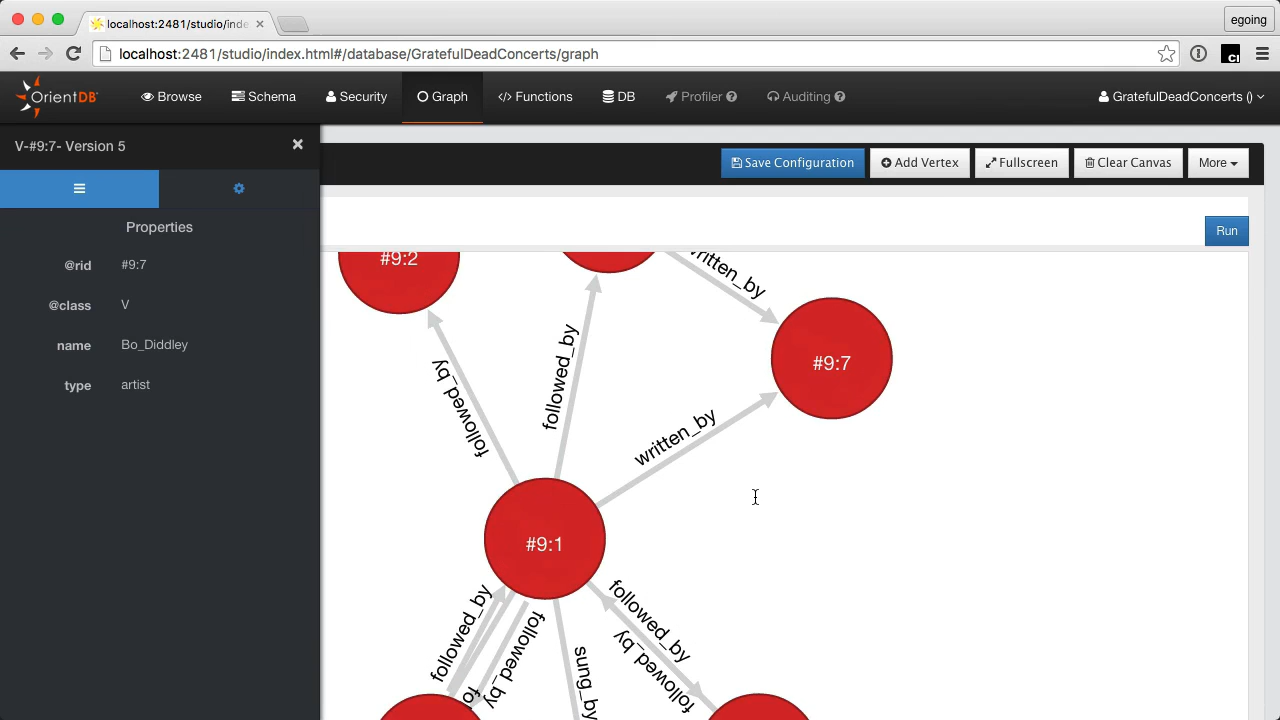 localhost:2481/studio/inde
egoing
localhost:2481/studio/index.html#/database/GratefulDeadConcerts/graph
OrientDB
Browse
Schema
Security
Graph
Functions
DB
Profiler
Auditing
GratefulDeadConcerts ()
V-#9:7- Version 5
Save Configuration
Add Vertex
Fullscreen
Clear Canvas
More
Properties
Run
@rid #9:7
@class V
name Bo_Diddley
type artist
#9:2
written_by
#9:7
followed_by
followed_by
written_by
#9:1
followed_by
followed_by
followed_by
followed_by
sung_by